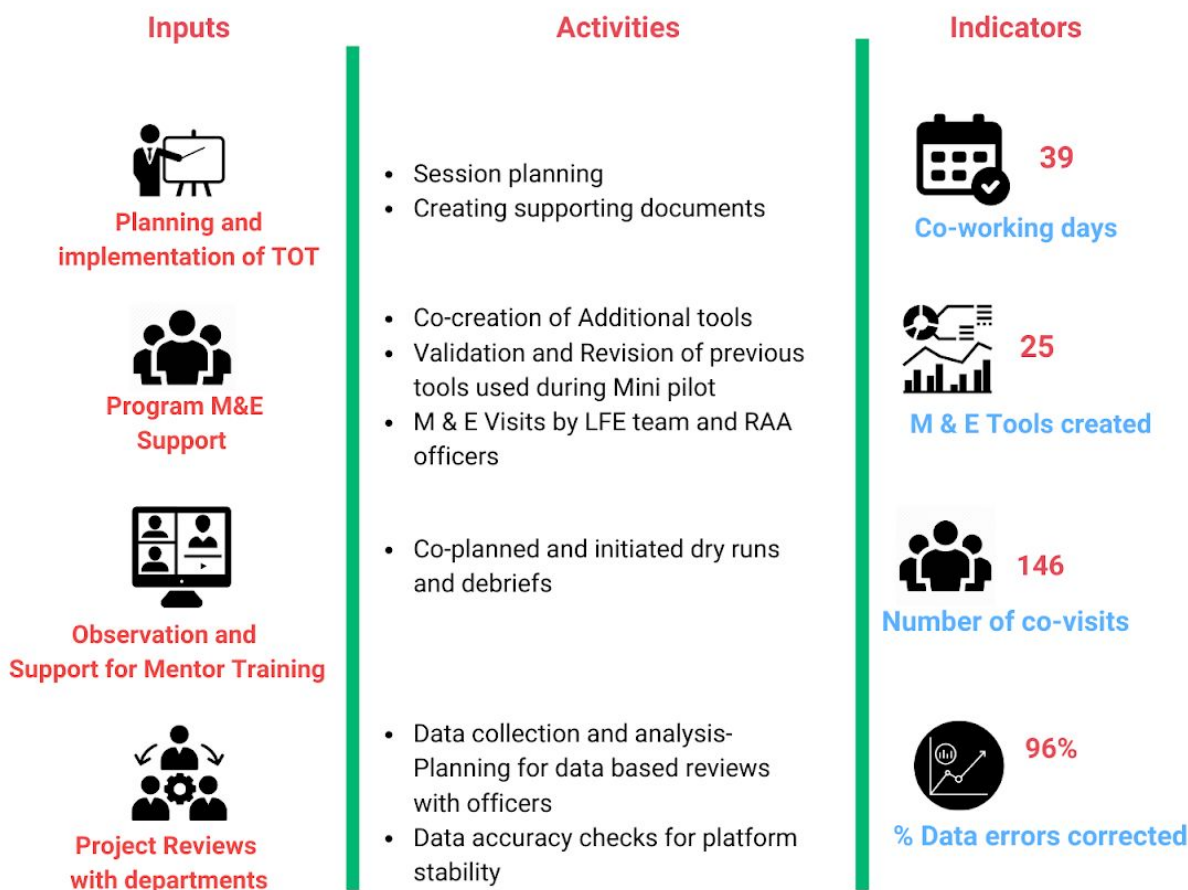 Inputs
Activities
Indicators
Planning and
implementation of TOT
• Session planning
• Creating supporting documents
39
Co-working days
Program M&E
Support
• Co-creation of Additional tools
• Validation and Revision of previous
tools used during Mini pilot
• M & E Visits by LFE team and RAA
officers
25
M & E Tools created
Observation and
Support for Mentor Training
• Co-planned and initiated dry runs
and debriefs
146
Number of co-visits
Project Reviews
with departments
• Data collection and analysis-
Planning for data based reviews
with officers
• Data accuracy checks for platform
stability
96%
% Data errors corrected